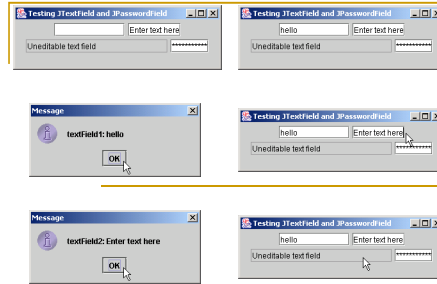 Testing JTextField and JPasswordField
Enter text here
Uneditable text field
***********
Testing JTextField and JPasswordField
hello
Enter text here
Uneditable text field
***********
Message
textField1: hello
OK
Testing JTextField and JPasswordField
hello
Enter text here
Uneditable text field
***********
Message
textField2: Enter text here
OK
Testing JTextField and JPasswordField
hello
Enter text here
Uneditable text field
***********